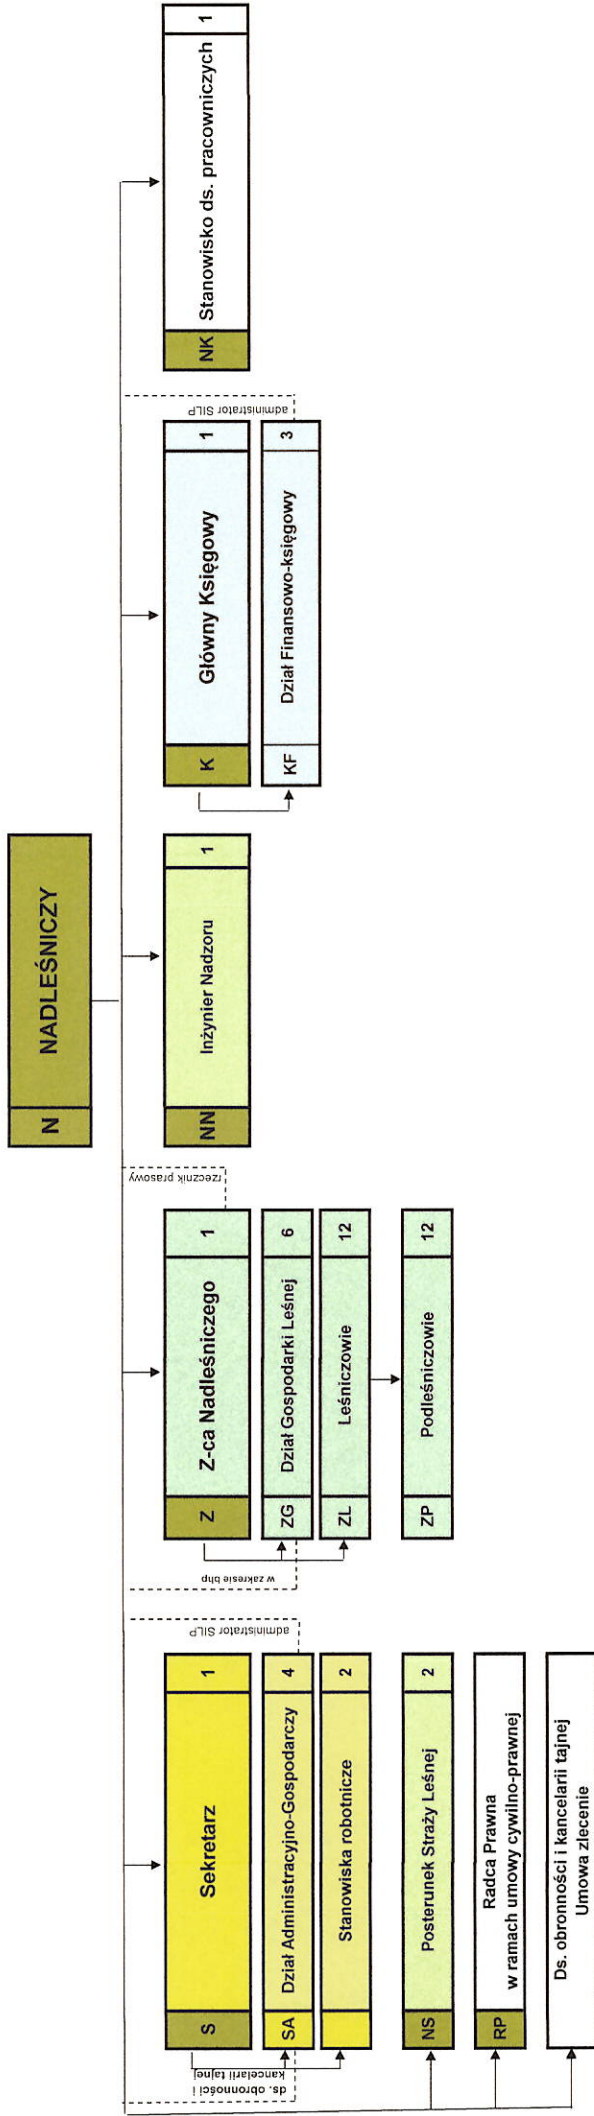 N NADLEŚNICZY
S Sekretarz 1
ds. obronności i
kancelarii tajnej
administrator SILP
SA Dział Administracyjno-Gospodarczy 4
Stanowiska robotnicze 2
NS Posterunek Straży Leśnej 2
RP Radca Prawna
w ramach umowy cywilno-prawnej
Ds. obronności i kancelarii tajnej
Umowa zlecenie
Z Z-ca Nadleśniczego 1
rzecznik prasowy
w zakresie bhp
ZG Dział Gospodarki Leśnej 6
ZL Leśniczowie 12
ZP Podleśniczowie 12
NN Inżynier Nadzoru 1
K Główny Księgowy 1
administrator SILP
KF Dział Finansowo-księgowy 3
NK Stanowisko ds. pracowniczych 1